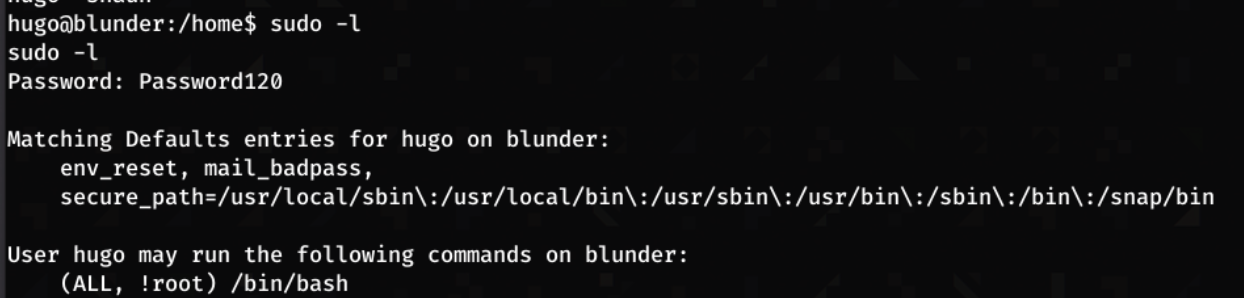 hugo@blunder:/home$ sudo -l
sudo -l
Password: Password120
Matching Defaults entries for hugo on blunder:
env_reset, mail_badpass,
secure_path=/usr/local/sbin\:/usr/local/bin\:/usr/sbin\:/usr/bin\:/sbin\:/bin\:/snap/bin
User hugo may run the following commands on blunder:
(ALL, !root) /bin/bash